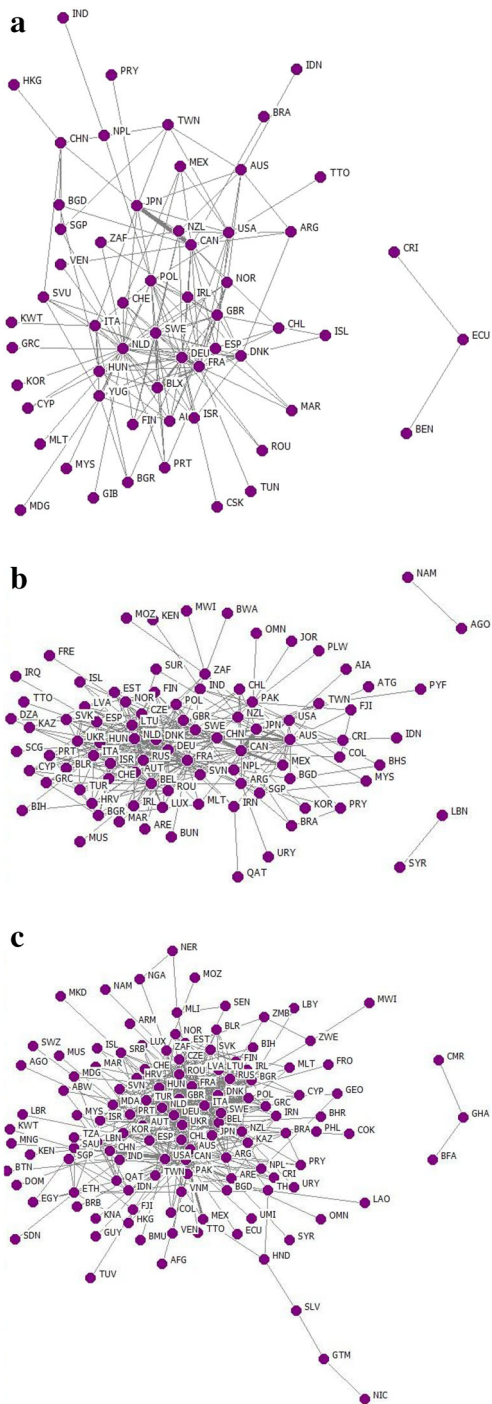 a
IND
PRY
IDN
HKG
BRA
TWN
CHN
NPL
MEX
AUS
TTO
BGD
JPN
SGP
NZL
USA
ARG
ZAF
CAN
VEN
CRI
POL
NOR
SVU
CHE
IRL
GBR
KWT
ITA
SWE
CHL
ISL
ECU
GRC
NLD
ESP
DEU
DNK
FRA
HUN
KOR
YUG
BLX
CYP
MAR
FIN
ISR
BEN
MLT
ROU
MYS
PRT
BGR
TUN
GIB
CSK
MDG
b
NAM
AGO
MOZ
KEN
MWI
BWA
OMN
JOR
PLW
FRE
SUR
ZAF
AIA
IRQ
ISL
EST
FIN
IND
CHL
ATG
PYF
TTO
LVA
NOR
POL
PAK
TWN
FJI
DZA
SVK
ESP
CZE
GBR
NZL
USA
KAZ
LTU
SWE
JPN
UKR
HUN
NLD
DNK
CHN
AUS
CRI
IDN
SCG
PRT
ITA
DEU
CAN
COL
BLR
ISR
RUS
FRA
NPL
MEX
BHS
CYP
AUT
SVN
BGD
MYS
GRC
CHE
BEL
ARG
TUR
ROU
SGP
BIH
HRV
IRL
LUX
MLT
IRN
KOR
PRY
BGR
MAR
ARE
BRA
LBN
MUS
BUN
URY
SYR
QAT
c
NER
NGA
MOZ
NAM
MKD
MLI
SEN
LBY
MWI
ARM
ZMB
NOR
BLR
SWZ
EST
ZWE
MUS
ISL
LUX
ZAF
SVK
BIH
SRB
CZE
FIN
CMR
AGO
MAR
CHE
LVA
LTU
IRL
MLT
FRO
MDG
HRV
ROU
RUS
BGR
ABW
SVN
HUN
FRA
DNK
CYP
GEO
TUR
GBR
POL
LBR
MDA
NLD
ITA
GRC
MYS
PRT
DEU
SWE
IRN
BHR
GHA
KWT
ISR
AUT
UKR
BEL
TZA
KOR
JPN
NZL
BRA
PHL
COK
MNG
SAU
LBN
ESP
CHL
KAZ
KEN
CHN
AUS
BFA
SGP
IND
USA
CAN
ARG
NPL
PRY
BTN
TWN
PAK
ARE
CRI
DOM
ETH
QAT
VNM
BGD
TH
URY
EGY
BRB
IDN
LAO
KNA
FJI
COL
MEX
UMI
OMN
HKG
SDN
GUY
BMU
VEN
TTO
ECU
SYR
AFG
HND
TUV
SLV
GTM
NIC